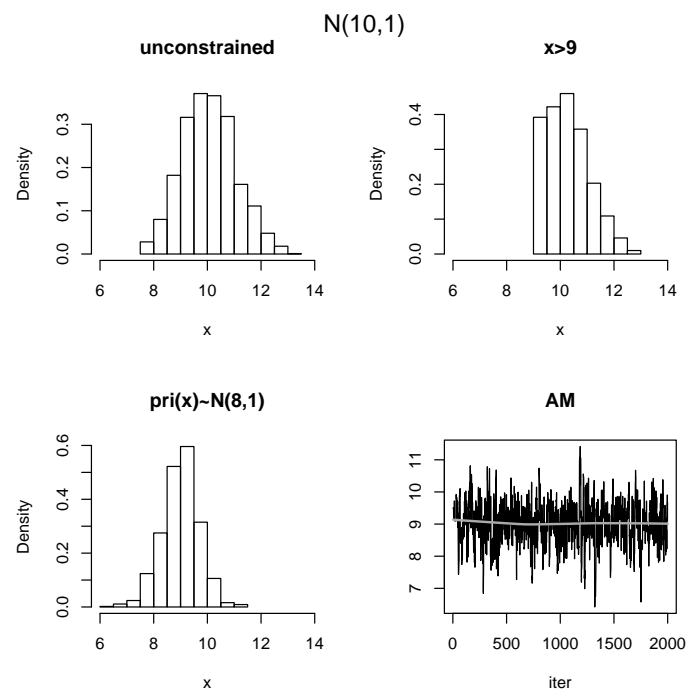 N(10,1)
unconstrained
Density
0.0 0.1 0.2 0.3
6 8 10 12 14
x
x>9
Density
0.0 0.2 0.4
6 8 10 12 14
x
pri(x)~N(8,1)
Density
0.0 0.2 0.4 0.6
6 8 10 12 14
x
AM
7 8 9 10 11
0 500 1000 1500 2000
iter